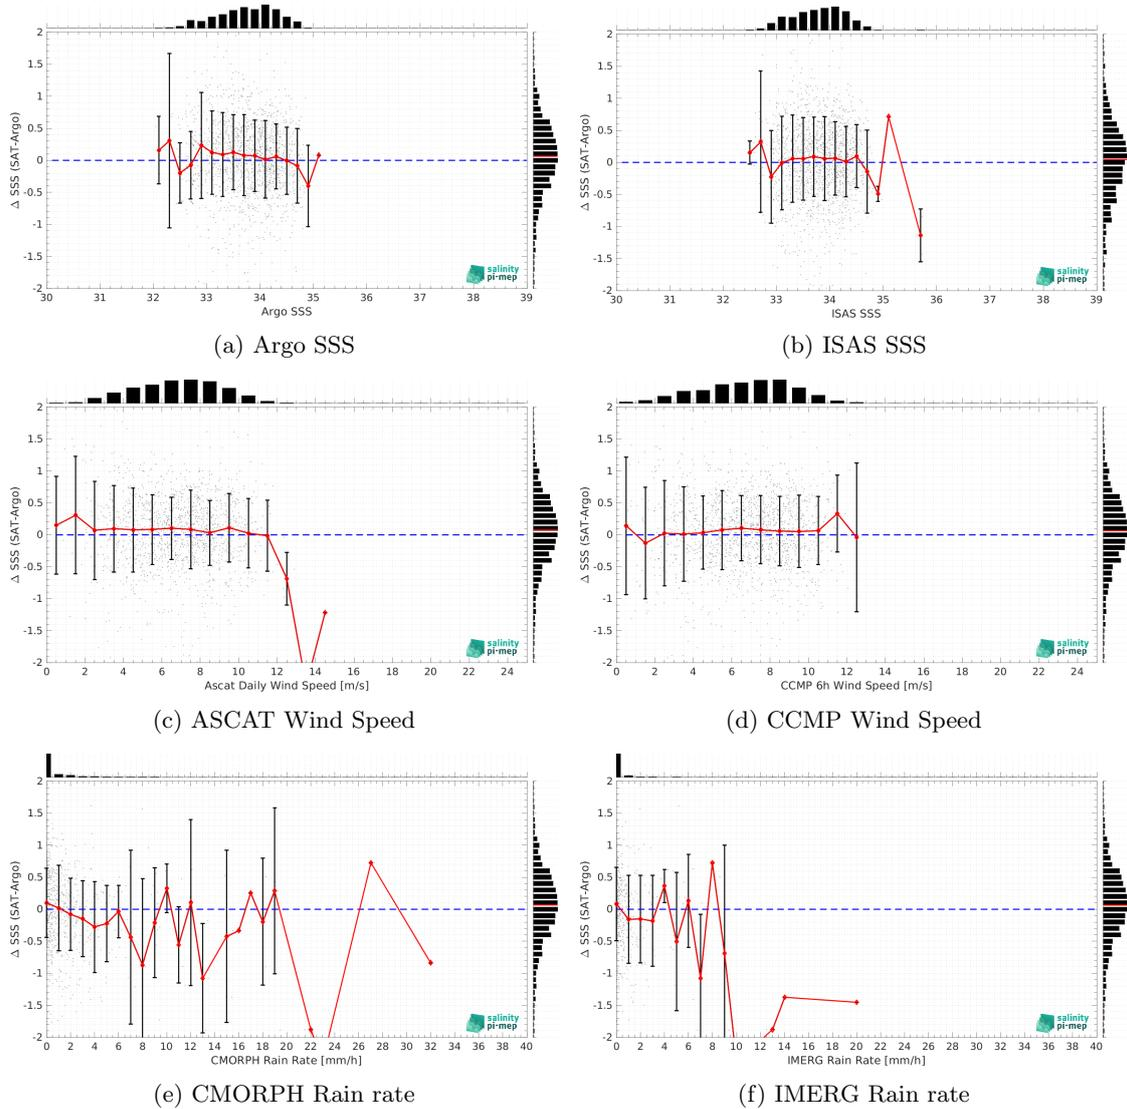 2
1.5
1
0.5
0
-0.5
-1
-1.5
-2
Δ SSS (SAT-Argo)
salinity
pi-mep
30 31 32 33 34 35 36 37 38 39
Argo SSS
(a) Argo SSS
2
1.5
1
0.5
0
-0.5
-1
-1.5
-2
Δ SSS (SAT-Argo)
salinity
pi-mep
30 31 32 33 34 35 36 37 38 39
ISAS SSS
(b) ISAS SSS
2
1.5
1
0.5
0
-0.5
-1
-1.5
-2
Δ SSS (SAT-Argo)
salinity
pi-mep
0 2 4 6 8 10 12 14 16 18 20 22 24
Ascat Daily Wind Speed [m/s]
(c) ASCAT Wind Speed
2
1.5
1
0.5
0
-0.5
-1
-1.5
-2
Δ SSS (SAT-Argo)
salinity
pi-mep
0 2 4 6 8 10 12 14 16 18 20 22 24
CCMP 6h Wind Speed [m/s]
(d) CCMP Wind Speed
2
1.5
1
0.5
0
-0.5
-1
-1.5
-2
Δ SSS (SAT-Argo)
salinity
pi-mep
0 2 4 6 8 10 12 14 16 18 20 22 24 26 28 30 32 34 36 38 40
CMORPH Rain Rate [mm/h]
(e) CMORPH Rain rate
2
1.5
1
0.5
0
-0.5
-1
-1.5
-2
Δ SSS (SAT-Argo)
salinity
pi-mep
0 2 4 6 8 10 12 14 16 18 20 22 24 26 28 30 32 34 36 38 40
IMERG Rain Rate [mm/h]
(f) IMERG Rain rate